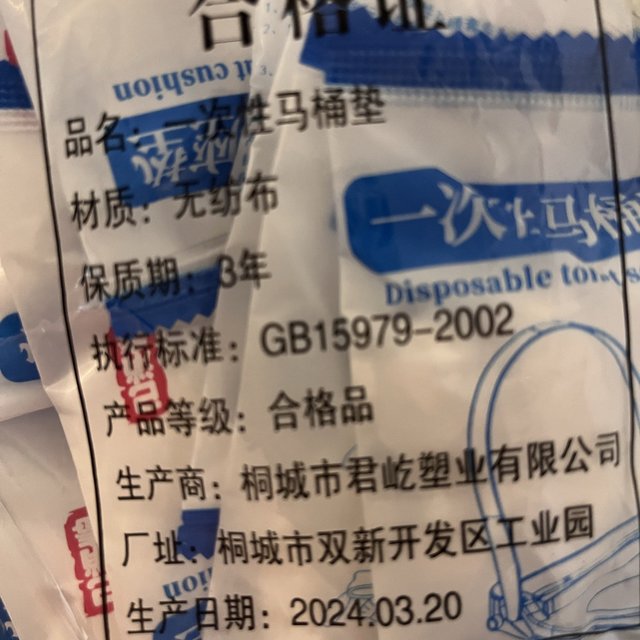 合格证
品名：一次性马桶垫
材质：无纺布
保质期：3年
执行标准：GB15979-2002
产品等级：合格品
生产商：桐城市君屹塑业有限公司
厂址：桐城市双新开发区工业园
生产日期：2024.03.20
cushion
一次性马桶
Disposable